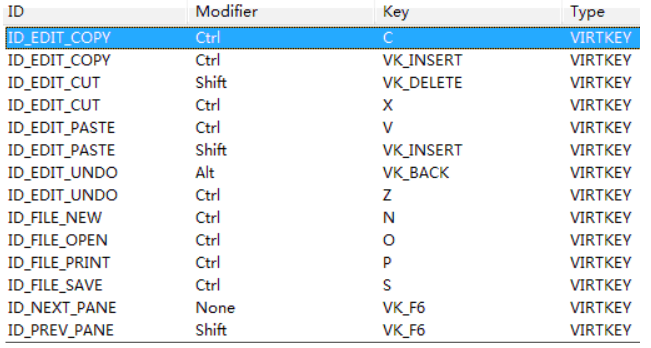 ID Modifier Key Type
ID_EDIT_COPY Ctrl C VIRTKEY
ID_EDIT_COPY Ctrl VK_INSERT VIRTKEY
ID_EDIT_CUT Shift VK_DELETE VIRTKEY
ID_EDIT_CUT Ctrl X VIRTKEY
ID_EDIT_PASTE Ctrl V VIRTKEY
ID_EDIT_PASTE Shift VK_INSERT VIRTKEY
ID_EDIT_UNDO Alt VK_BACK VIRTKEY
ID_EDIT_UNDO Ctrl Z VIRTKEY
ID_FILE_NEW Ctrl N VIRTKEY
ID_FILE_OPEN Ctrl O VIRTKEY
ID_FILE_PRINT Ctrl P VIRTKEY
ID_FILE_SAVE Ctrl S VIRTKEY
ID_NEXT_PANE None VK_F6 VIRTKEY
ID_PREV_PANE Shift VK_F6 VIRTKEY